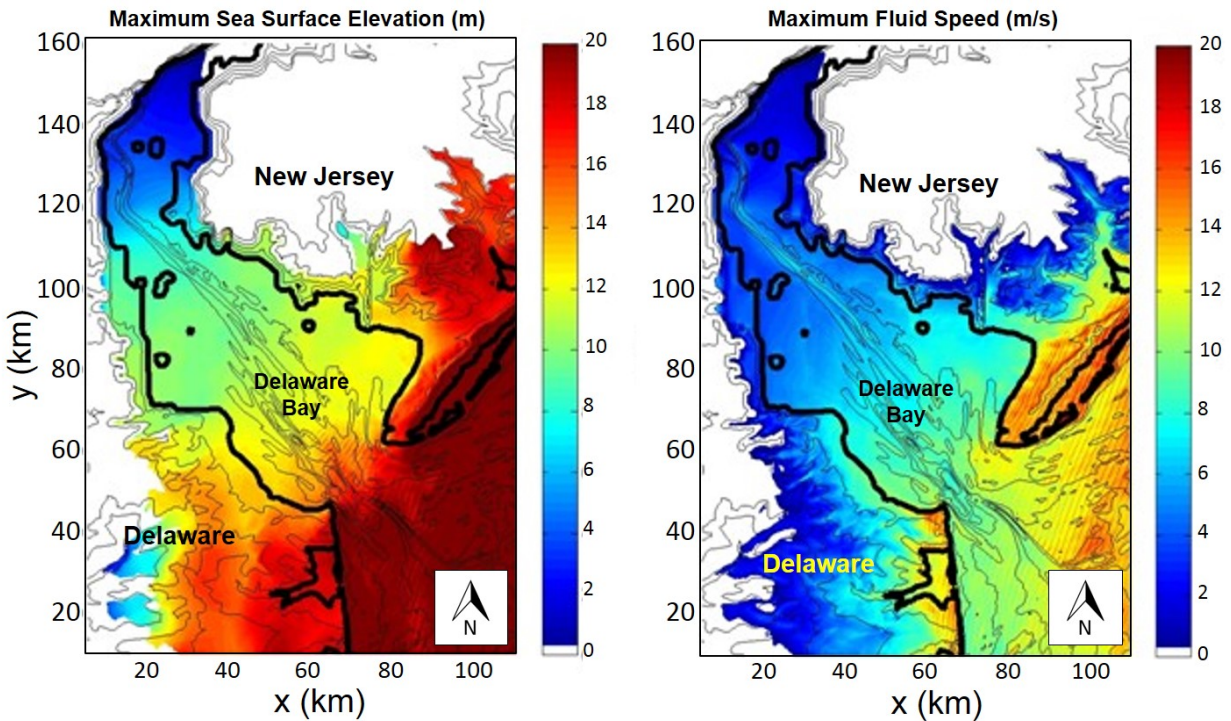 Maximum Sea Surface Elevation (m)
160
140
120
100
80
60
40
20
y (km)
20 40 60 80 100
x (km)
New Jersey
Delaware
Bay
Delaware
N
20
18
16
14
12
10
8
6
4
2
0
Maximum Fluid Speed (m/s)
160
140
120
100
80
60
40
20
20 40 60 80 100
x (km)
New Jersey
Delaware
Bay
Delaware
N
20
18
16
14
12
10
8
6
4
2
0